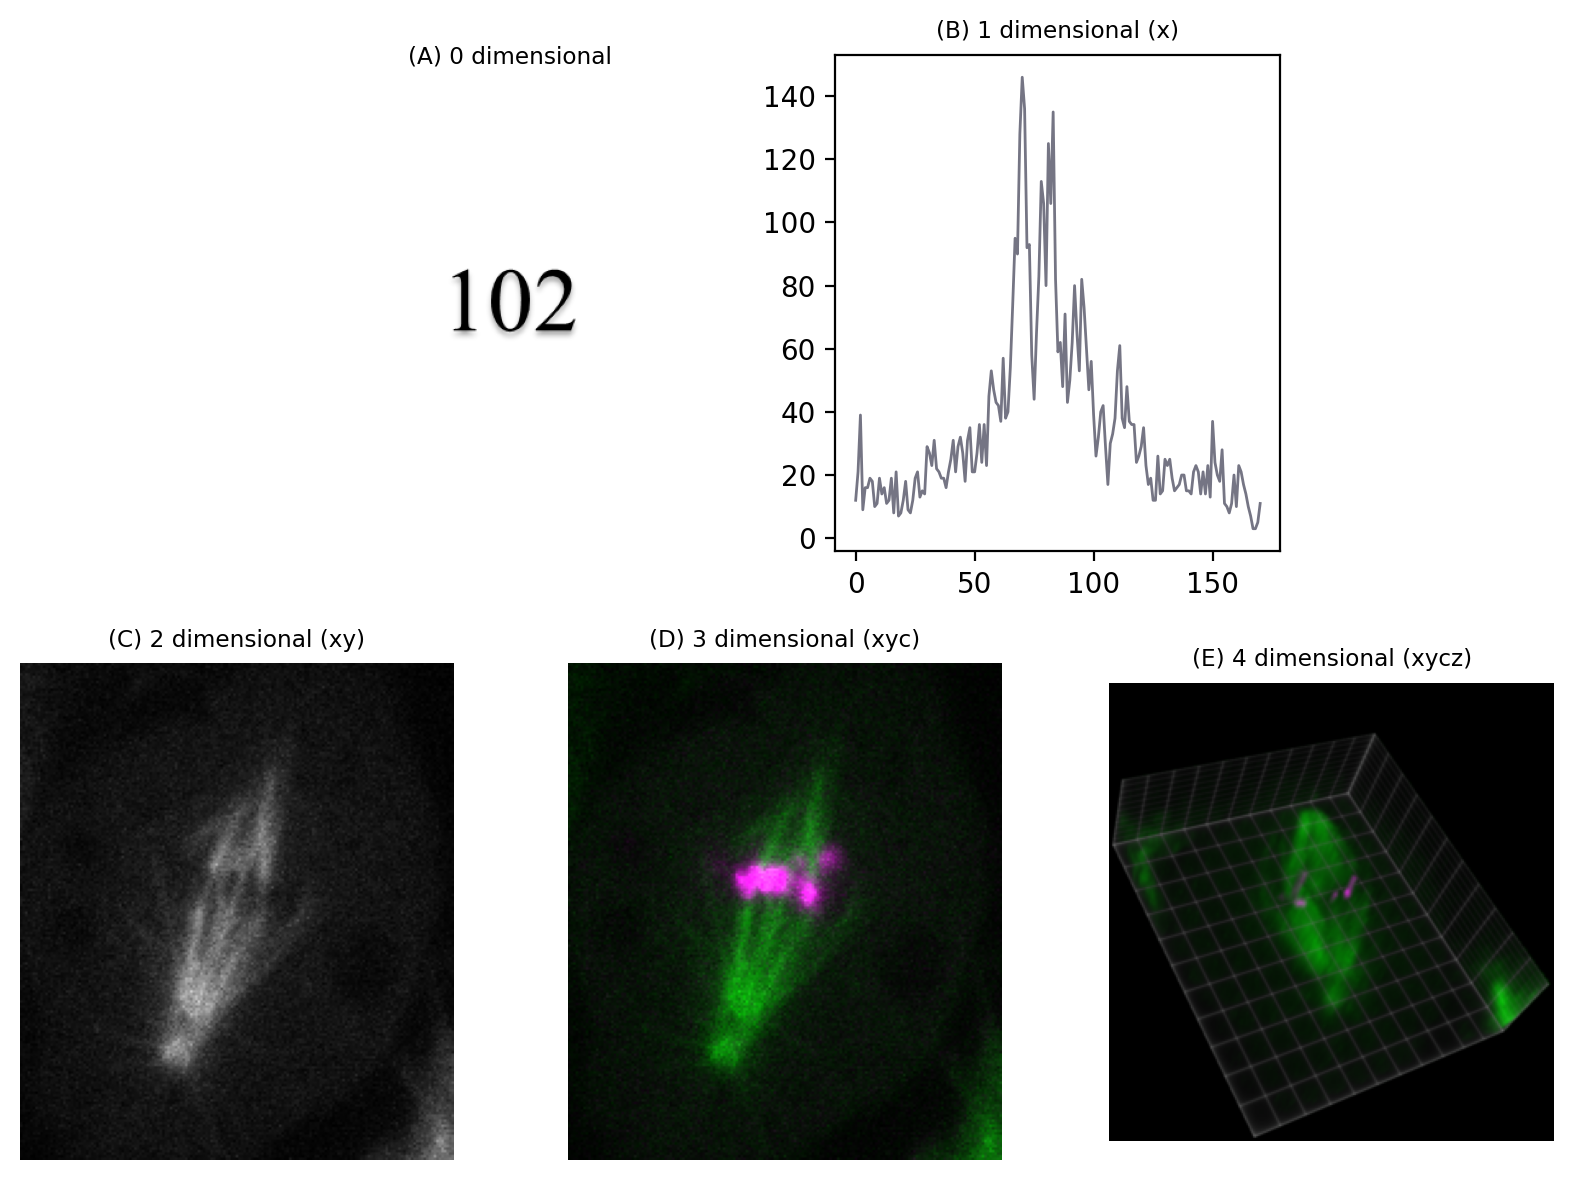 (A) 0 dimensional
102
(B) 1 dimensional (x)
140
120
100
80
60
40
20
0
0 50 100 150
(C) 2 dimensional (xy)
(D) 3 dimensional (xyc)
(E) 4 dimensional (xycz)